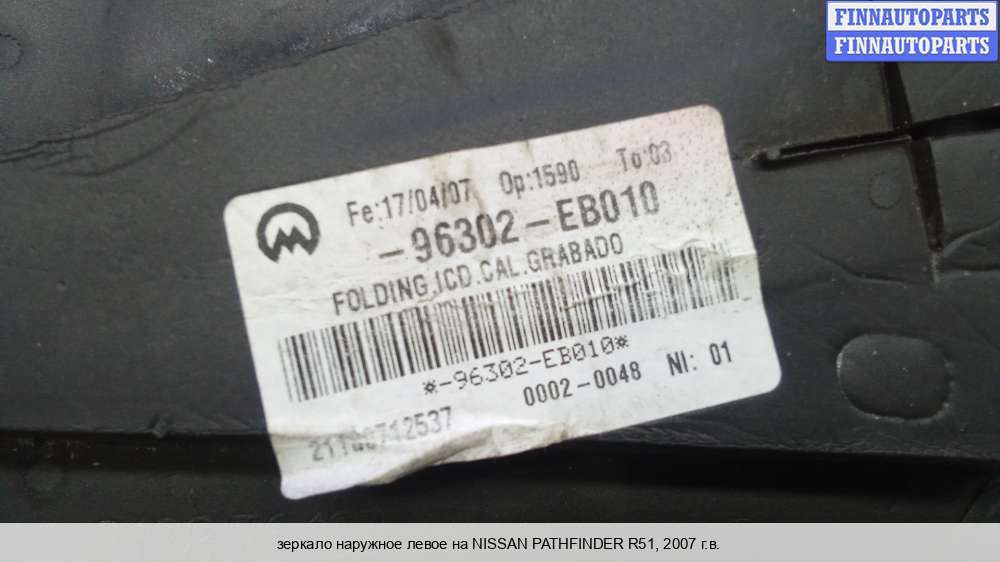 FINNAUTOPARTS
FINNAUTOPARTS
Fe:17/04/07 Op:1590 To:03
-96302-EB010
FOLDING.ICD.CAL.GRABADO
*-96302-EB010*
0002-0048 NI: 01
зеркало наружное левое на NISSAN PATHFINDER R51, 2007 г.в.